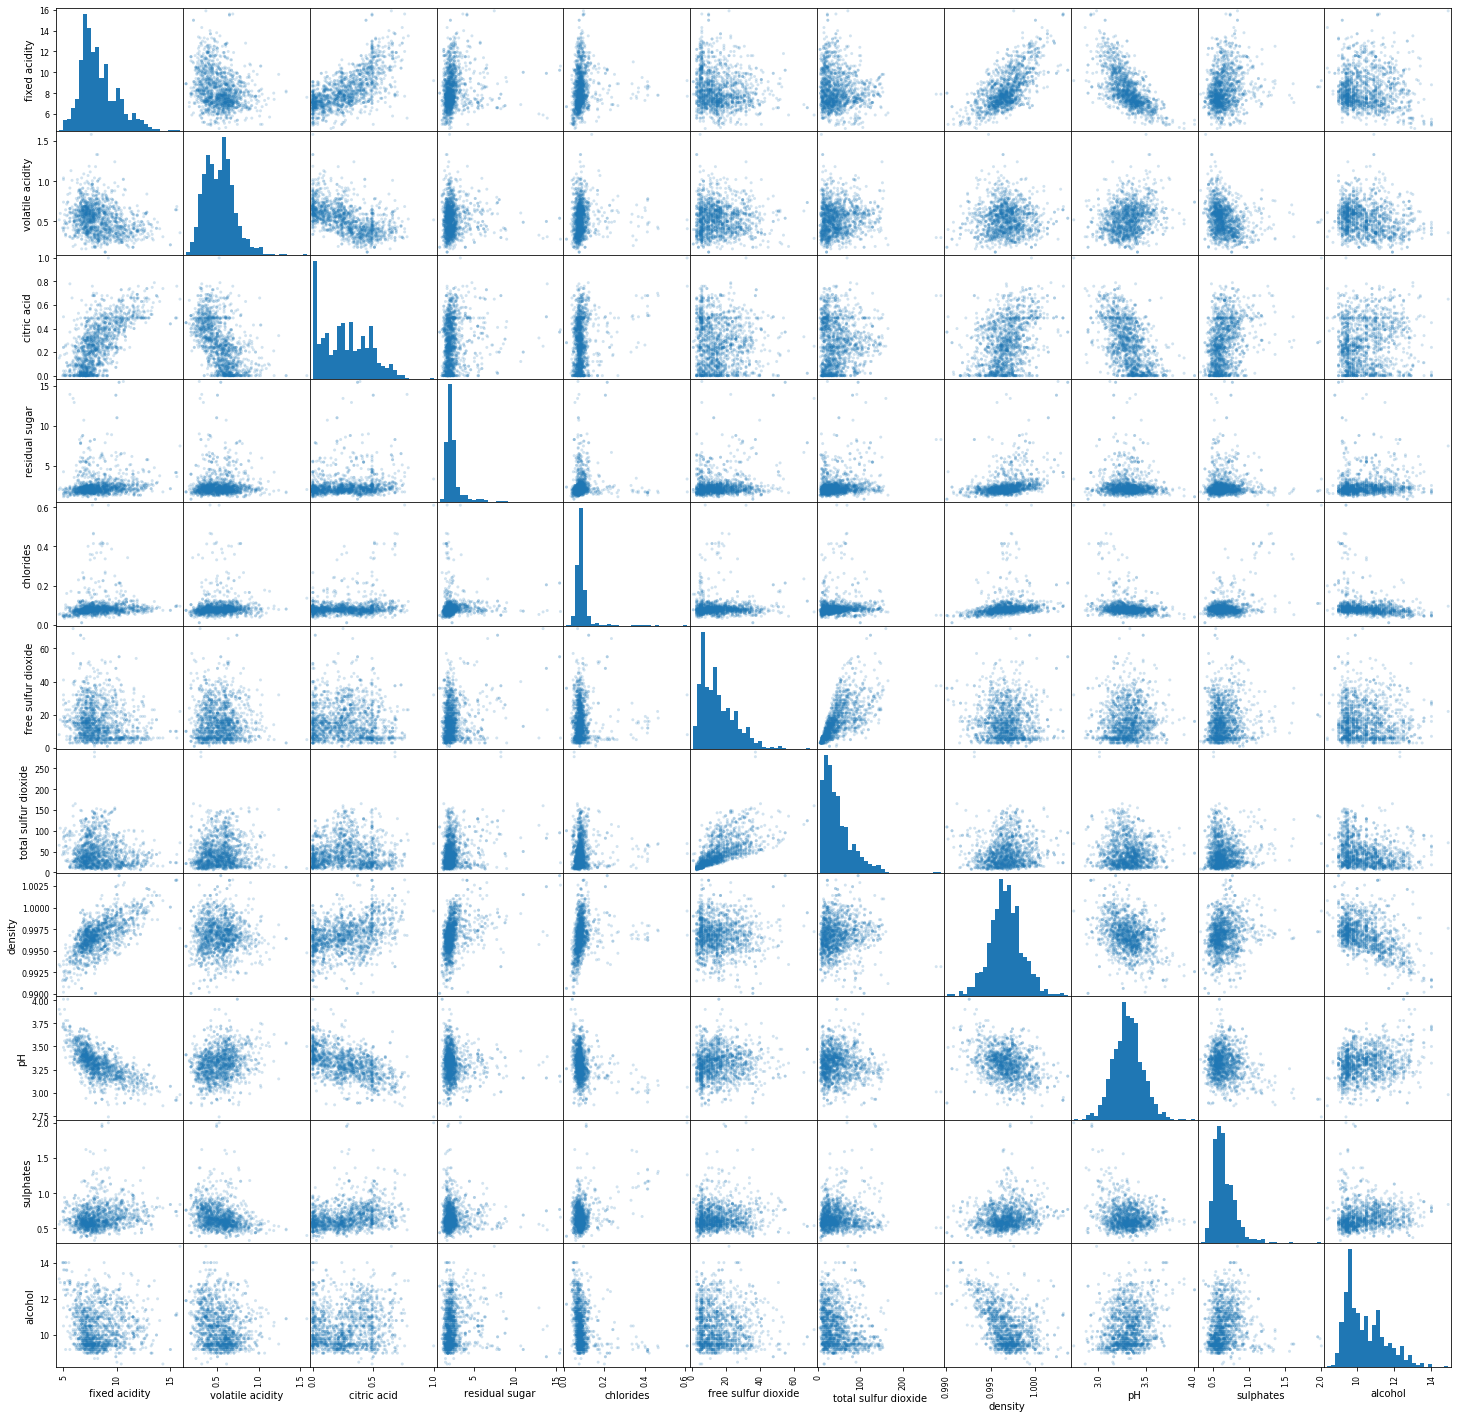 16
14
12
10
8
6
fixed acidity
1.5
1.0
0.5
volatile acidity
1.0
0.8
0.6
0.4
0.2
0.0
citric acid
15
10
5
residual sugar
0.6
0.4
0.2
0.0
chlorides
60
40
20
0
free sulfur dioxide
250
200
150
100
50
0
total sulfur dioxide
1.0025
1.0000
0.9975
0.9950
0.9925
0.9900
density
4.00
3.75
3.50
3.25
3.00
2.75
pH
2.0
1.5
1.0
0.5
sulphates
14
12
10
alcohol
5 10 15
fixed acidity
0.5 1.0 1.5
volatile acidity
0.0 0.5 1.0
citric acid
5 10 15
residual sugar
0.0 0.2 0.4 0.6
chlorides
0 20 40 60
free sulfur dioxide
0 100 200
total sulfur dioxide
0.990 0.995 1.000
density
3.0 3.5 4.0
pH
0.5 1.0 1.5 2.0
sulphates
10 12 14
alcohol